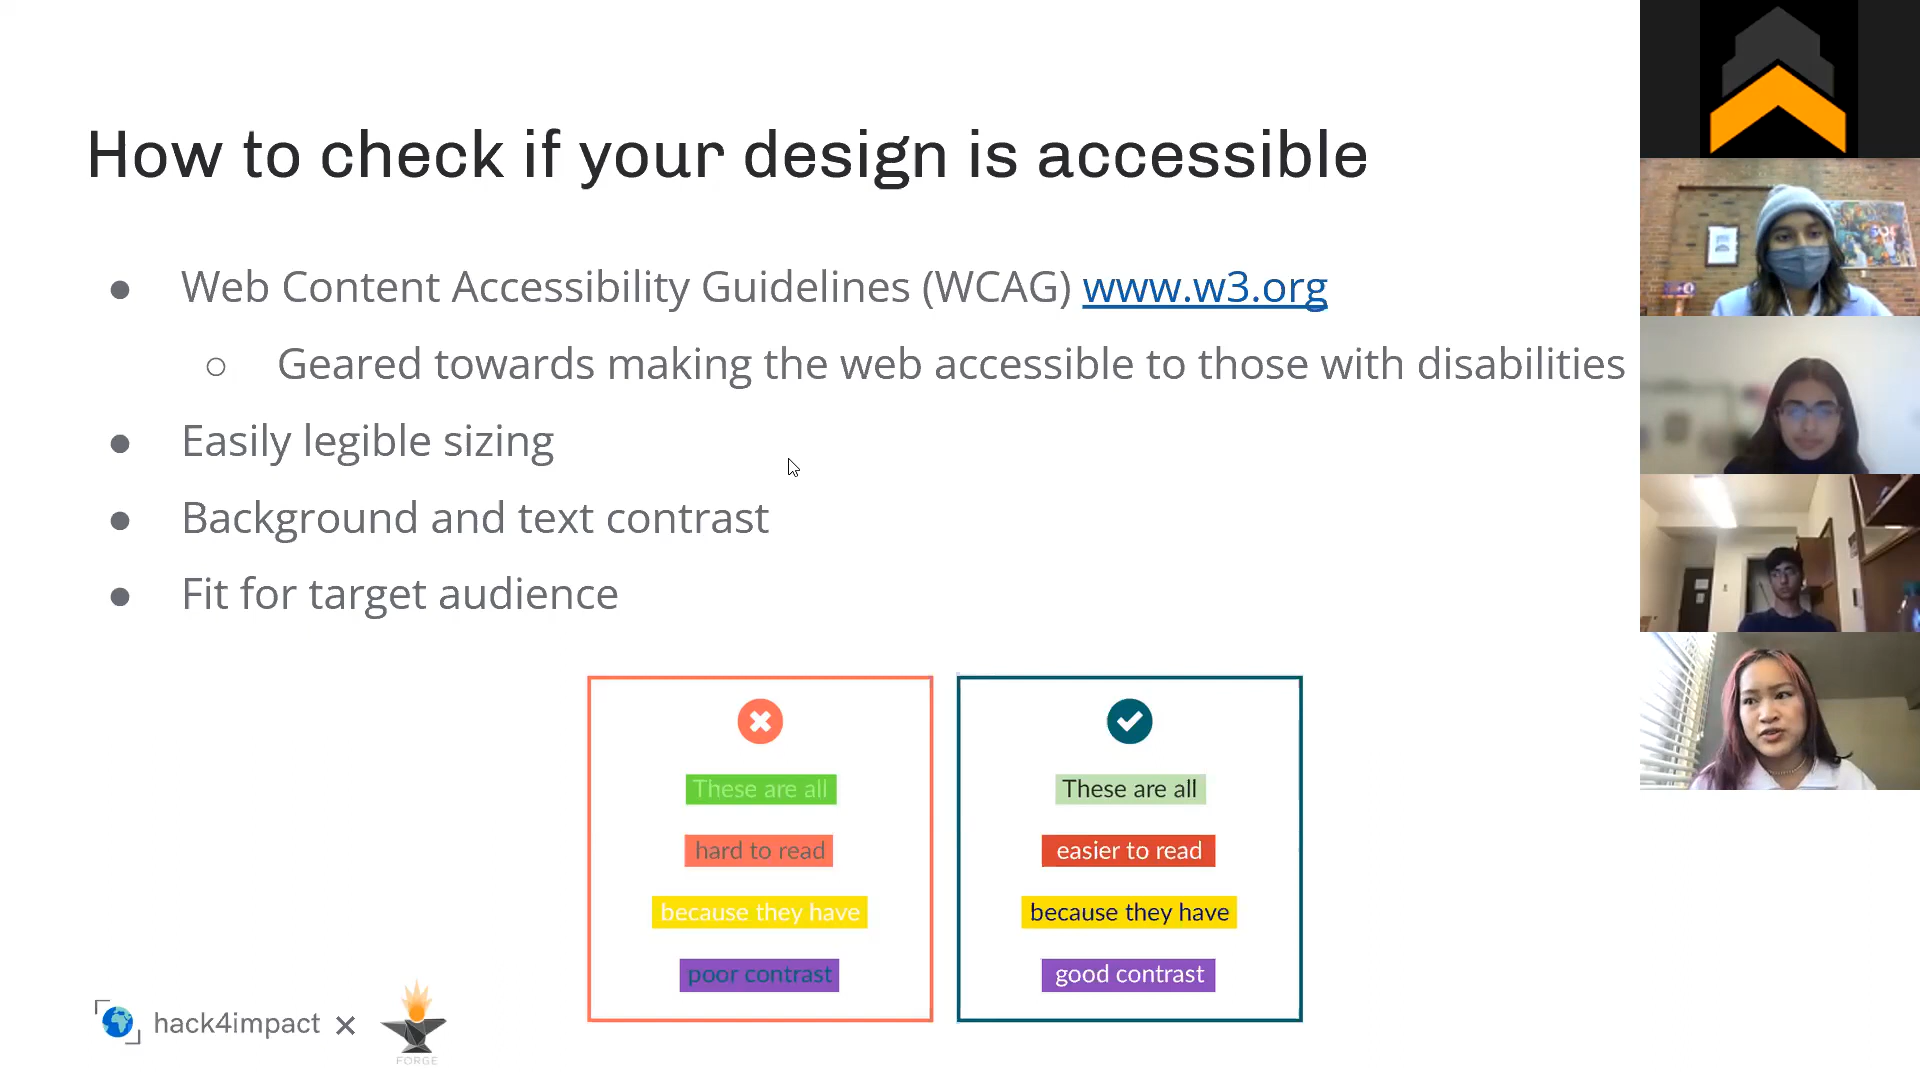 How to check if your design is accessible
● Web Content Accessibility Guidelines (WCAG) www.w3.org
○ Geared towards making the web accessible to those with disabilities
● Easily legible sizing
● Background and text contrast
● Fit for target audience
These are all
hard to read
because they have
poor contrast
These are all
easier to read
because they have
good contrast
hack4impact ×
FORGE